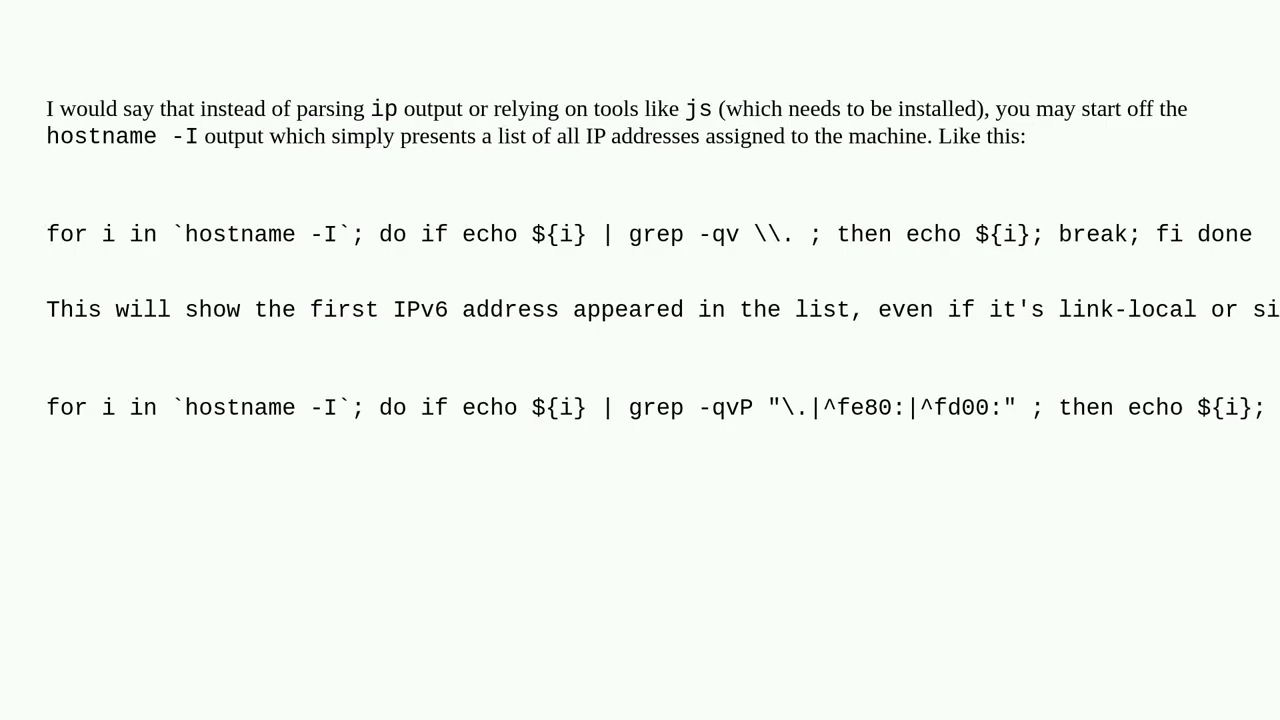 I would say that instead of parsing ip output or relying on tools like js (which needs to be installed), you may start off the
hostname -I output which simply presents a list of all IP addresses assigned to the machine. Like this:
for i in `hostname -I`; do if echo ${i} | grep -qv \\. ; then echo ${i}; break; fi done
This will show the first IPv6 address appeared in the list, even if it's link-local or si
for i in `hostname -I`; do if echo ${i} | grep -qvP "\.|^fe80:|^fd00:" ; then echo ${i};